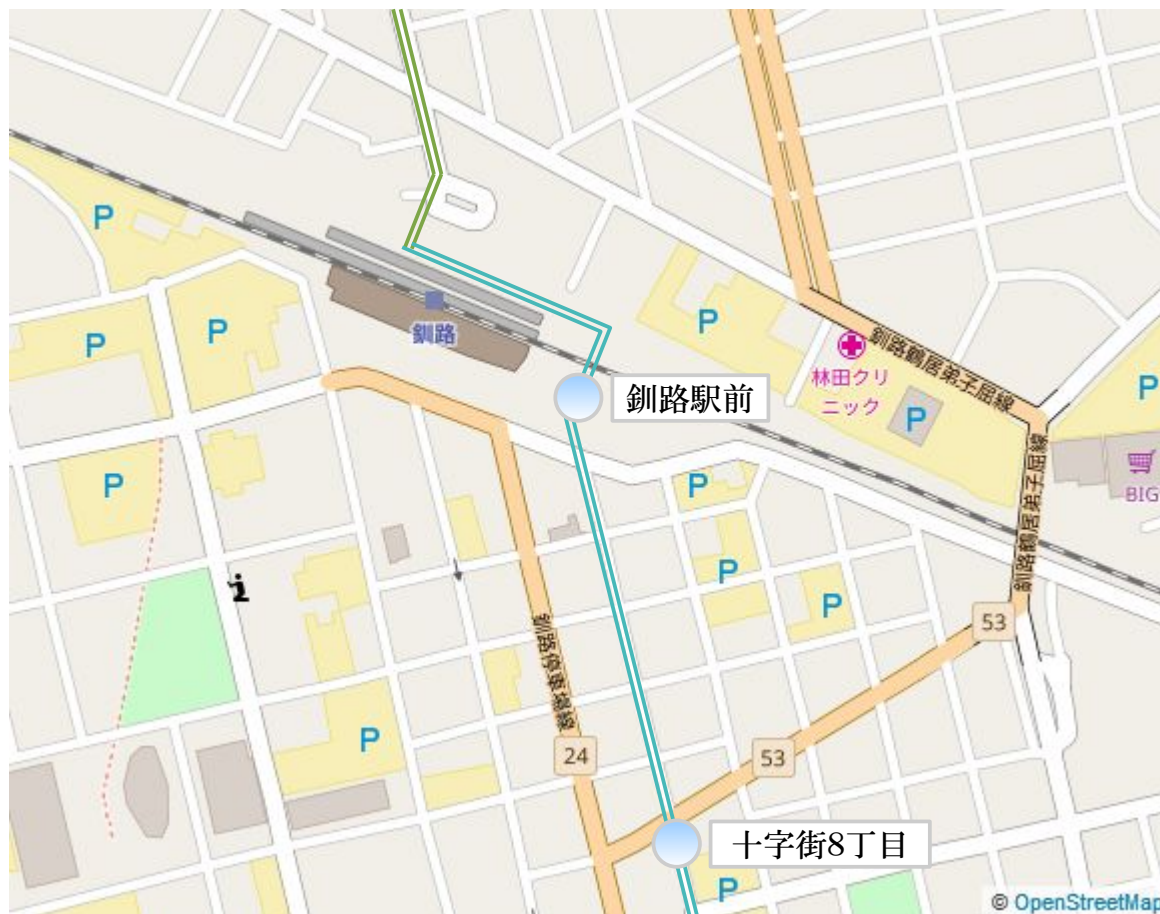 P
P
P
P
P
釧路
釧路鶴居弟子屈線
林田クリ
ニック
P
P
釧路駅前
釧路鶴居弟子屈線
BIG
P
P
P
P
i
53
釧路停車場線
P
24
53
十字街8丁目
P
© OpenStreetMap